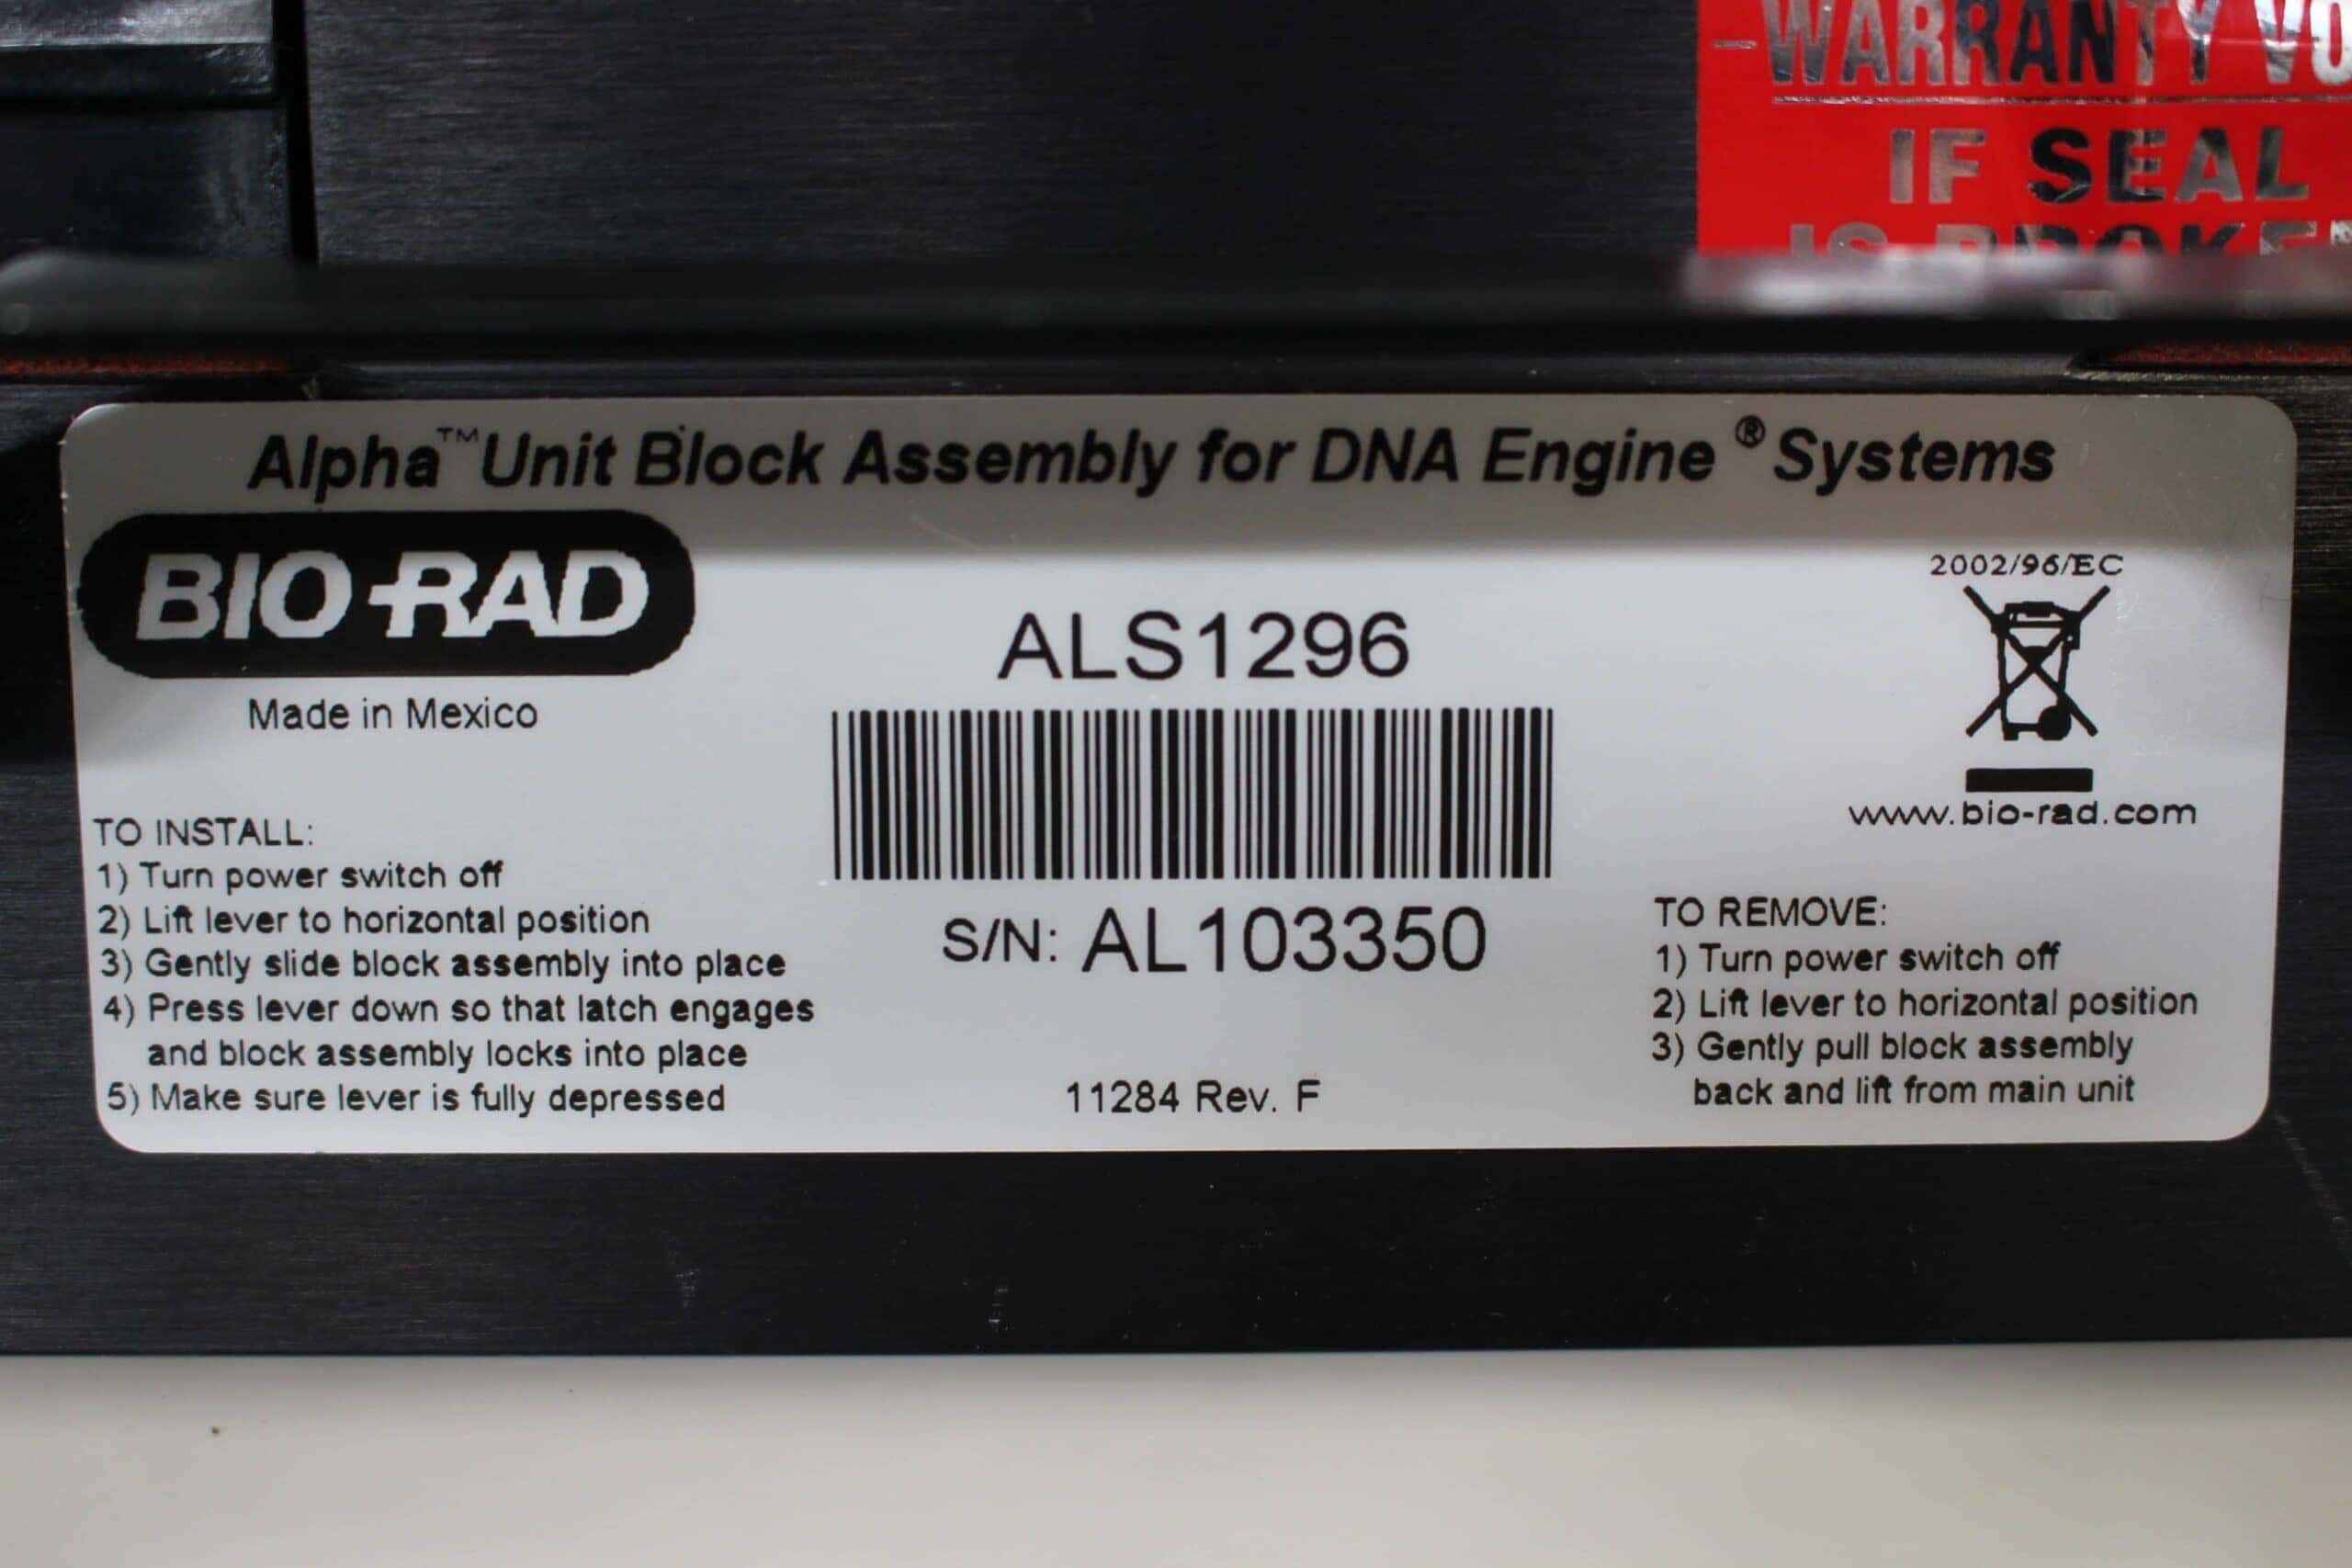 -WARRANTY
IF SEAL
IS
Alpha™ Unit Block Assembly for DNA Engine® Systems
BIO-RAD
Made in Mexico
TO INSTALL:
1) Turn power switch off
2) Lift lever to horizontal position
3) Gently slide block assembly into place
4) Press lever down so that latch engages
and block assembly locks into place
5) Make sure lever is fully depressed
ALS1296
S/N: AL103350
11284 Rev. F
2002/96/EC
www.bio-rad.com
TO REMOVE:
1) Turn power switch off
2) Lift lever to horizontal position
3) Gently pull block assembly
back and lift from main unit